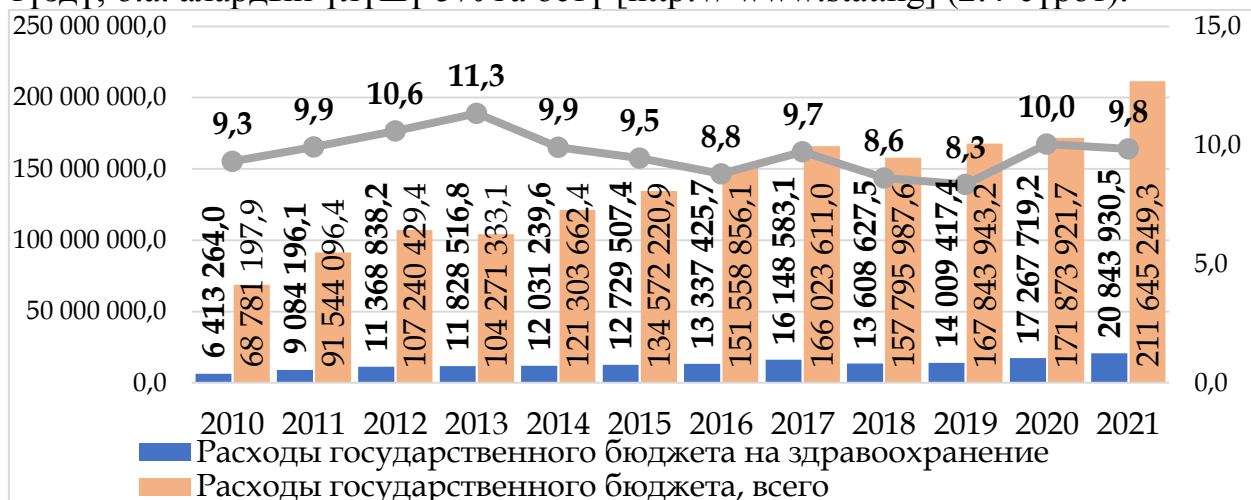 б.а. алардын үлүшү
250 000 000,0
200 000 000,0
150 000 000,0
100 000 000,0
50 000 000,0
0,0
15,0
10,0
5,0
0,0
9,3
9,9
10,6
11,3
9,9
9,5
8,8
9,7
8,6
8,3
10,0
9,8
6 413 264,0
68 781 197,9
9 084 196,1
91 544 096,4
11 368 838,2
107 240 429,4
11 828 516,8
104 271 333,1
12 031 239,6
121 303 662,4
12 729 507,4
134 572 220,9
13 337 425,7
151 558 856,1
16 148 583,1
166 023 611,0
13 608 627,5
157 795 987,6
14 009 417,4
167 843 943,2
17 267 719,2
171 873 921,7
20 843 930,5
211 645 249,3
2010 2011 2012 2013 2014 2015 2016 2017 2018 2019 2020 2021
Расходы государственного бюджета на здравоохранение
Расходы государственного бюджета, всего